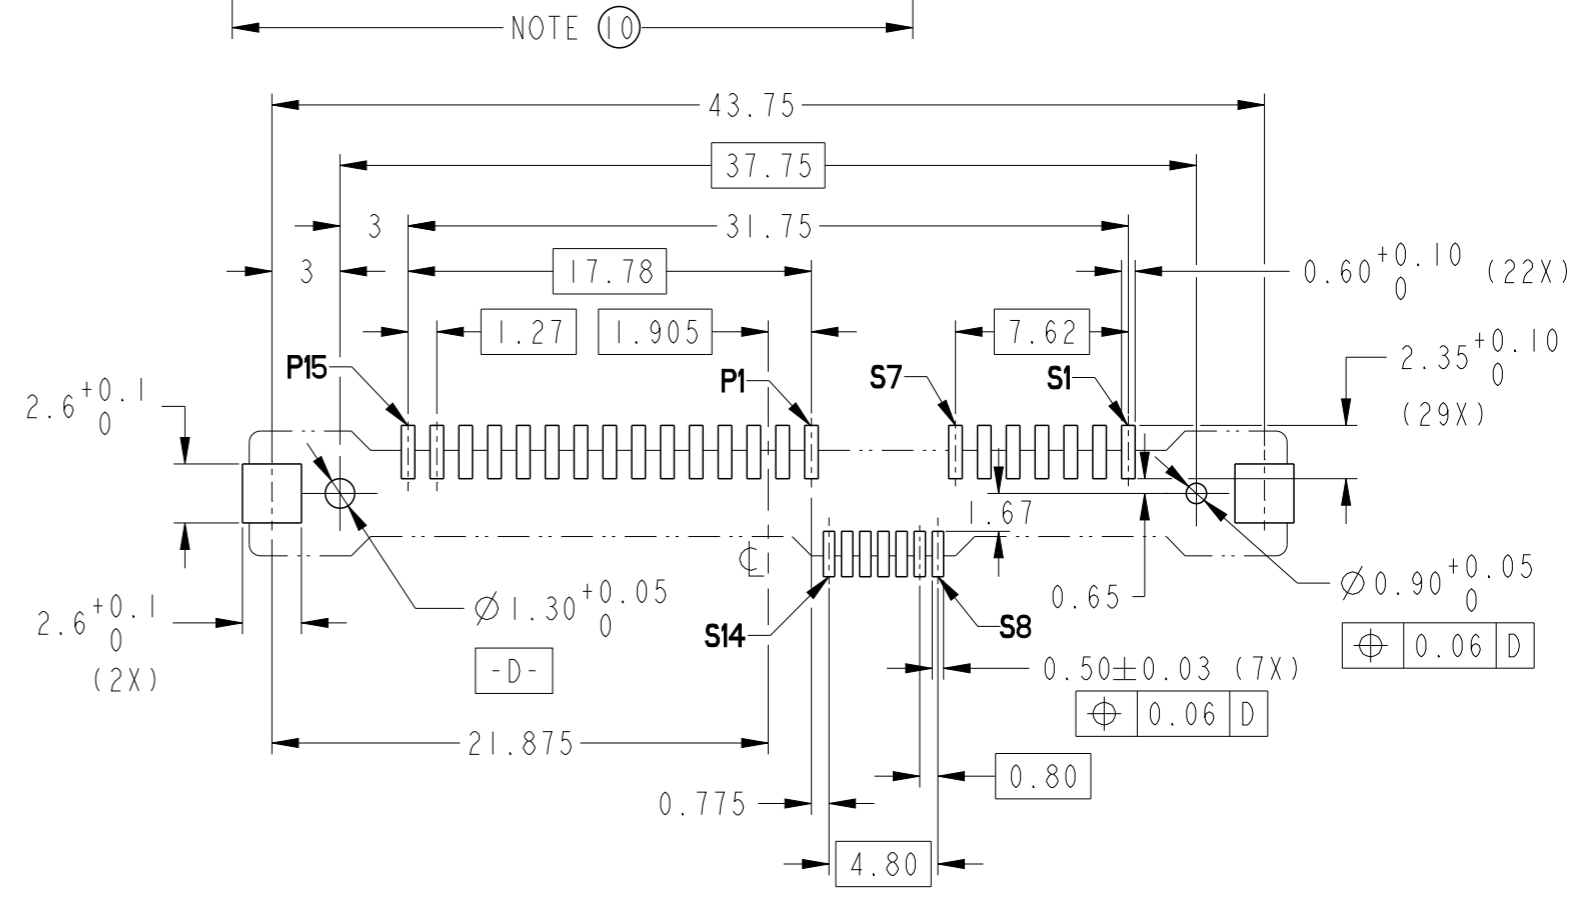 NOTE 10
43.75
37.75
3
31.75
3
17.78
0.60 +0.10 0 (22X)
1.27
1.905
7.62
2.35 +0.10 0
(29X)
P15
P1
S7
S1
2.6 +0.1 0
1.67
℄
Ø0.90 +0.05 0
0.65
2.6 +0.1 0
(2X)
Ø1.30 +0.05 0
S14
S8
⌖ 0.06 D
-D-
0.50±0.03 (7X)
⌖ 0.06 D
21.875
0.80
0.775
4.80